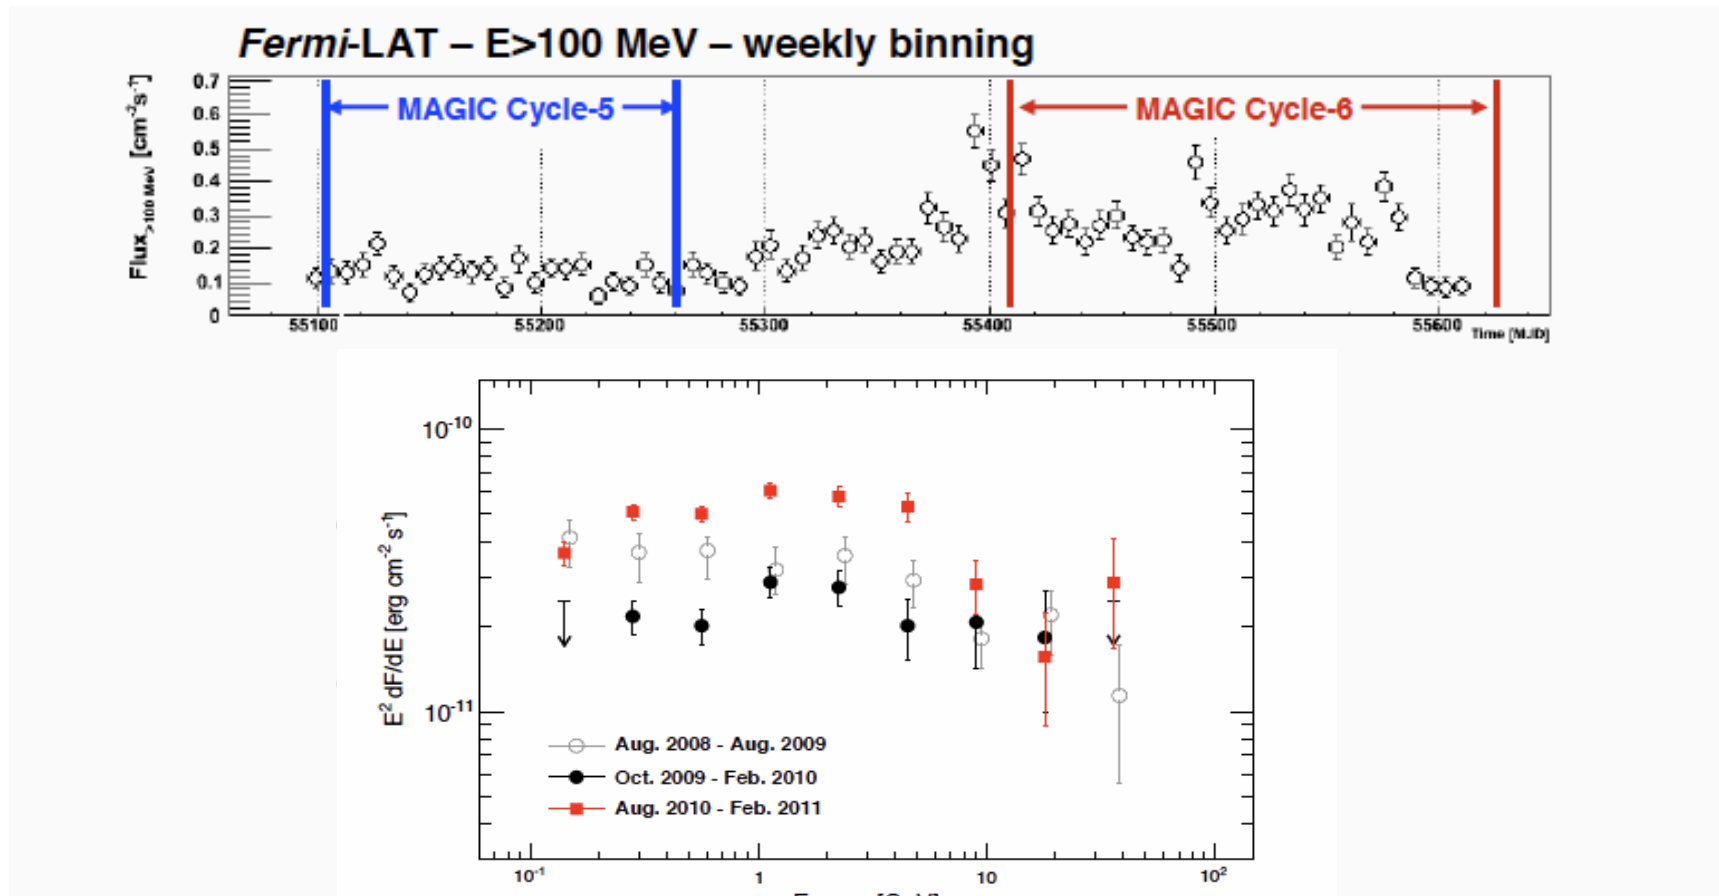 Fermi-LAT – E>100 MeV – weekly binning
Flux>100 MeV [cm-2s-1]
0.7
0.6
0.5
0.4
0.3
0.2
0.1
0
MAGIC Cycle-5
MAGIC Cycle-6
55100 55200 55300 55400 55500 55600 Time [MJD]
E2 dF/dE [erg cm-2 s-1]
10-10
10-11
Aug. 2008 - Aug. 2009
Oct. 2009 - Feb. 2010
Aug. 2010 - Feb. 2011
10-1 1 10 102